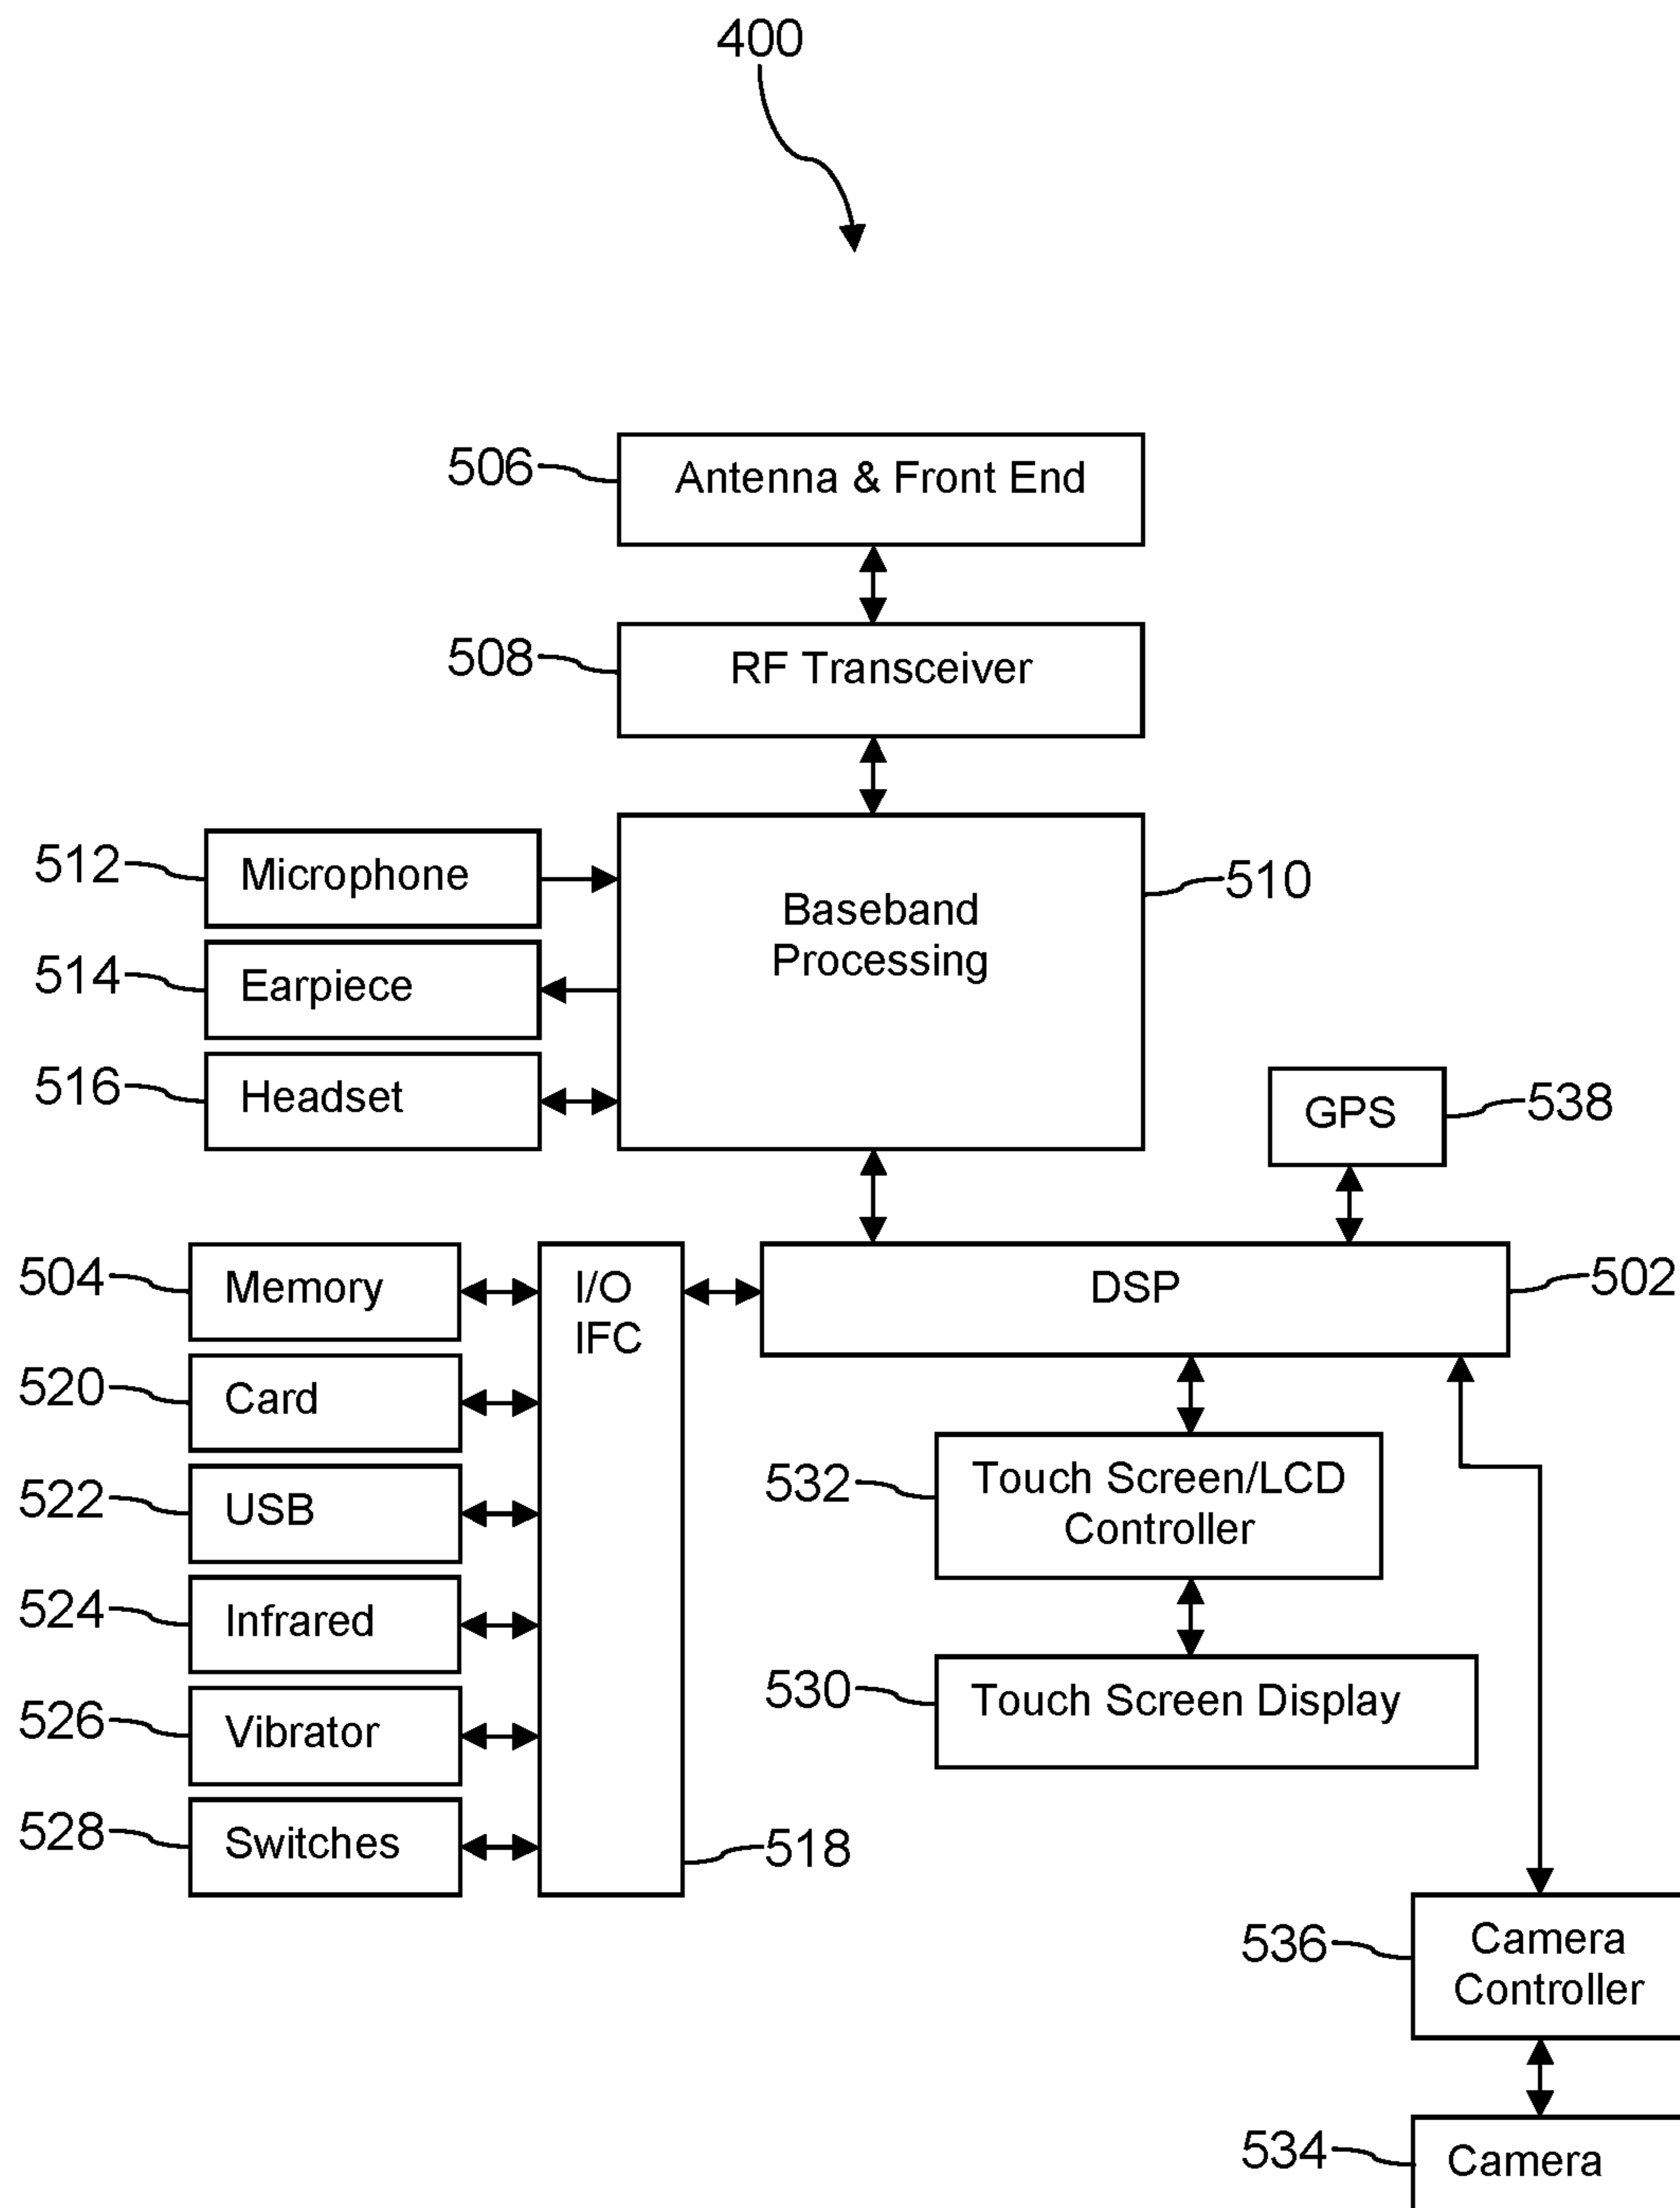 400
506
Antenna & Front End
508
RF Transceiver
512
Microphone
Baseband
Processing
510
514
Earpiece
516
Headset
GPS
538
504
Memory
I/O
IFC
DSP
502
520
Card
522
USB
532
Touch Screen/LCD
Controller
524
Infrared
526
Vibrator
530
Touch Screen Display
528
Switches
518
536
Camera
Controller
534
Camera